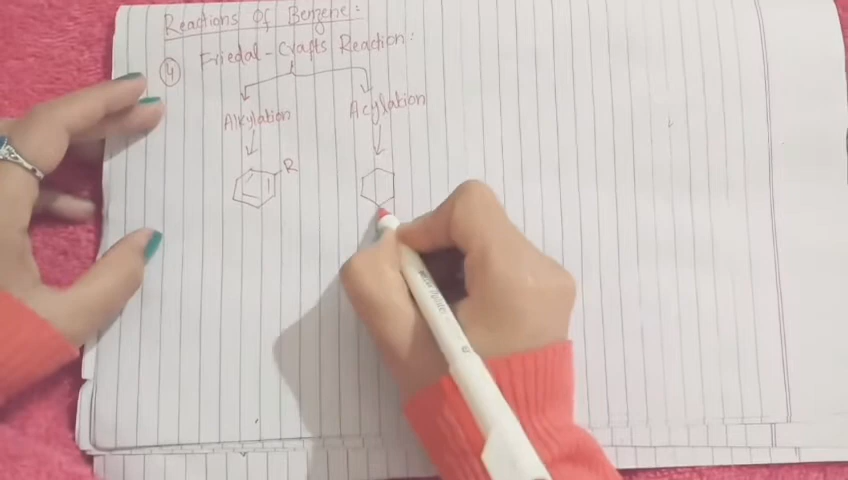 Reactions Of Benzene:
4 Friedal-Crafts Reaction:
Alkylation Acylation
R